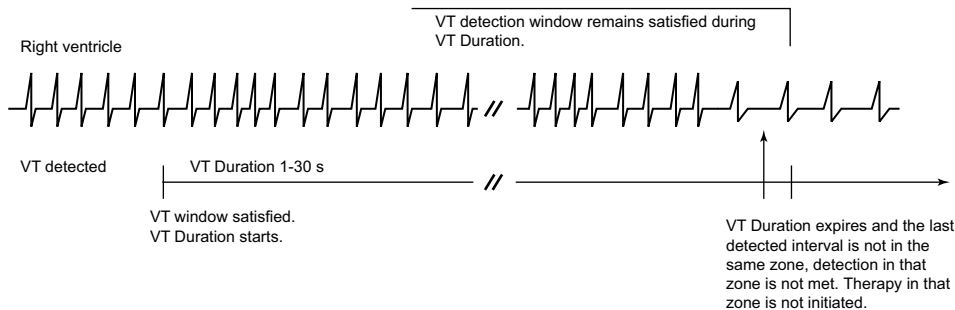 VT detection window remains satisfied during
VT Duration.
Right ventricle
VT detected
VT Duration 1-30 s
VT window satisfied.
VT Duration starts.
VT Duration expires and the last
detected interval is not in the
same zone, detection in that
zone is not met. Therapy in that
zone is not initiated.